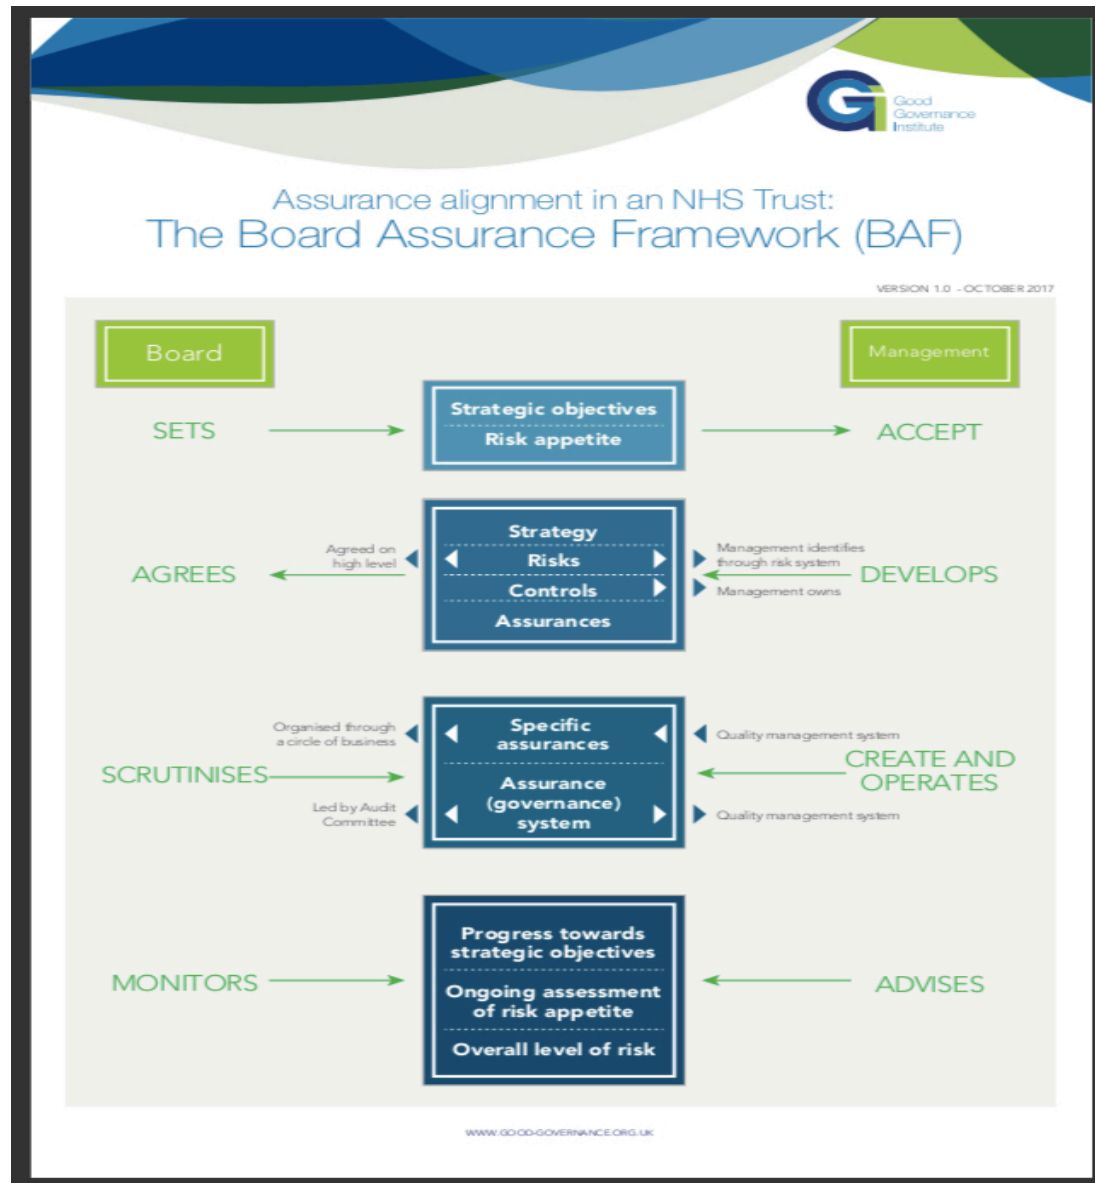 Good
Governance
Institute
Assurance alignment in an NHS Trust:
The Board Assurance Framework (BAF)
VERSION 1.0 - OCTOBER 2017
Board
Management
Strategic objectives
Risk appetite
SETS
ACCEPT
Strategy
Risks
Controls
Assurances
Agreed on
high level
AGREES
Management identifies
through risk system
DEVELOPS
Management owns
Organised through
a circle of business
SCRUTINISES
Led by Audit
Committee
Specific
assurances
Assurance
(governance)
system
Quality management system
CREATE AND
OPERATES
Quality management system
MONITORS
Progress towards
strategic objectives
Ongoing assessment
of risk appetite
Overall level of risk
ADVISES
WWW.GOOD-GOVERNANCE.ORG.UK